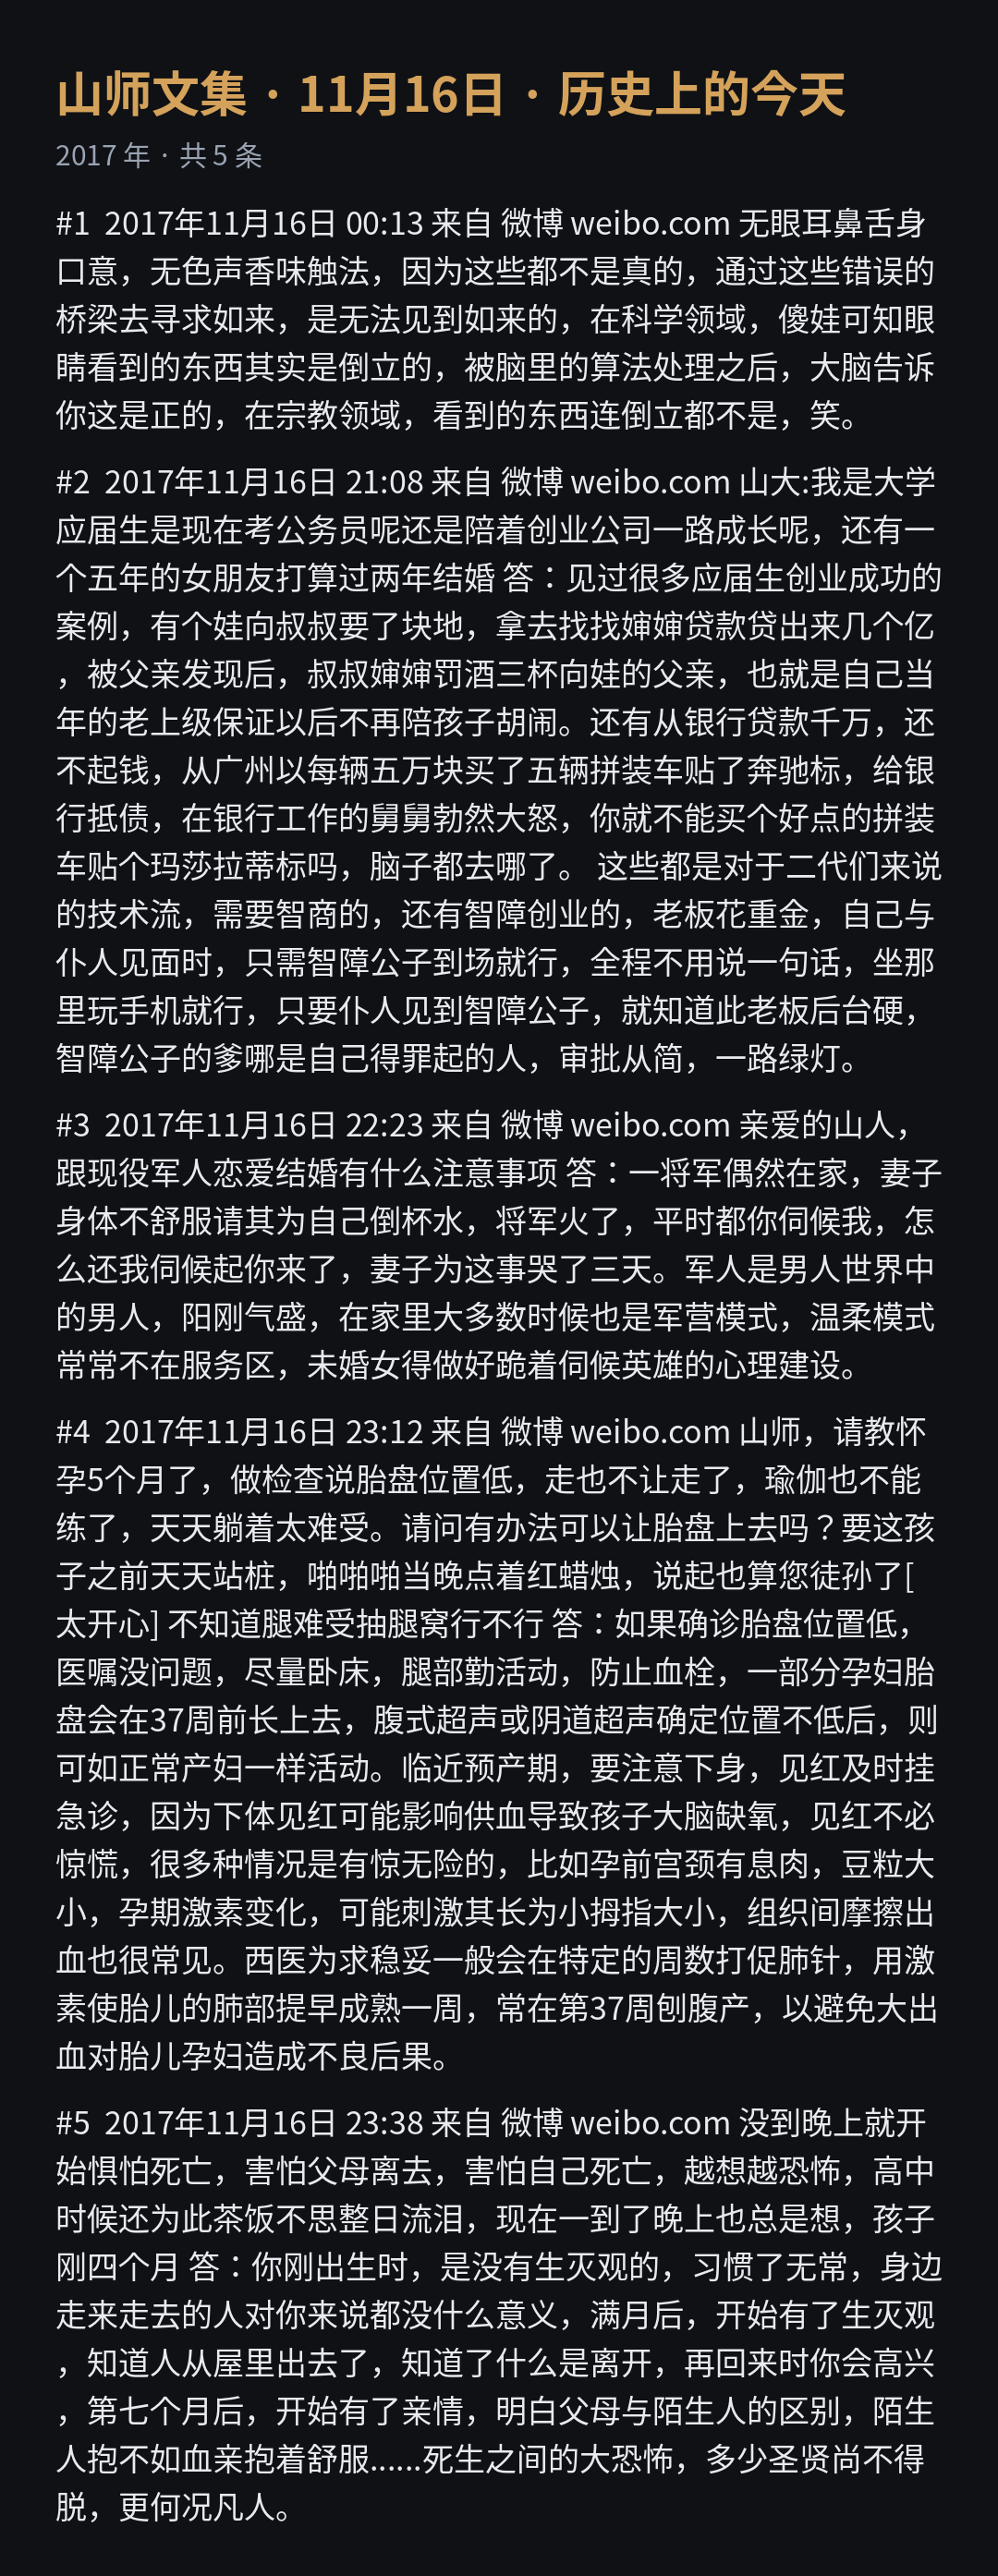 山师文集 · 11月16日 · 历史上的今天
2017 年 · 共 5 条
#1 2017年11月16日 00:13 来自 微博 weibo.com 无眼耳鼻舌身
口意，无色声香味触法，因为这些都不是真的，通过这些错误的
桥梁去寻求如来，是无法见到如来的，在科学领域，傻娃可知眼
睛看到的东西其实是倒立的，被脑里的算法处理之后，大脑告诉
你这是正的，在宗教领域，看到的东西连倒立都不是，笑。
#2 2017年11月16日 21:08 来自 微博 weibo.com 山大:我是大学
应届生是现在考公务员呢还是陪着创业公司一路成长呢，还有一
个五年的女朋友打算过两年结婚 答：见过很多应届生创业成功的
案例，有个娃向叔叔要了块地，拿去找找婶婶贷款贷出来几个亿
，被父亲发现后，叔叔婶婶罚酒三杯向娃的父亲，也就是自己当
年的老上级保证以后不再陪孩子胡闹。还有从银行贷款千万，还
不起钱，从广州以每辆五万块买了五辆拼装车贴了奔驰标，给银
行抵债，在银行工作的舅舅勃然大怒，你就不能买个好点的拼装
车贴个玛莎拉蒂标吗，脑子都去哪了。 这些都是对于二代们来说
的技术流，需要智商的，还有智障创业的，老板花重金，自己与
仆人见面时，只需智障公子到场就行，全程不用说一句话，坐那
里玩手机就行，只要仆人见到智障公子，就知道此老板后台硬，
智障公子的爹哪是自己得罪起的人，审批从简，一路绿灯。
#3 2017年11月16日 22:23 来自 微博 weibo.com 亲爱的山人，
跟现役军人恋爱结婚有什么注意事项 答：一将军偶然在家，妻子
身体不舒服请其为自己倒杯水，将军火了，平时都你伺候我，怎
么还我伺候起你来了，妻子为这事哭了三天。军人是男人世界中
的男人，阳刚气盛，在家里大多数时候也是军营模式，温柔模式
常常不在服务区，未婚女得做好跪着伺候英雄的心理建设。
#4 2017年11月16日 23:12 来自 微博 weibo.com 山师，请教怀
孕5个月了，做检查说胎盘位置低，走也不让走了，瑜伽也不能
练了，天天躺着太难受。请问有办法可以让胎盘上去吗？要这孩
子之前天天站桩，啪啪啪当晚点着红蜡烛，说起也算您徒孙了[
太开心] 不知道腿难受抽腿窝行不行 答：如果确诊胎盘位置低，
医嘱没问题，尽量卧床，腿部勤活动，防止血栓，一部分孕妇胎
盘会在37周前长上去，腹式超声或阴道超声确定位置不低后，则
可如正常产妇一样活动。临近预产期，要注意下身，见红及时挂
急诊，因为下体见红可能影响供血导致孩子大脑缺氧，见红不必
惊慌，很多种情况是有惊无险的，比如孕前宫颈有息肉，豆粒大
小，孕期激素变化，可能刺激其长为小拇指大小，组织间摩擦出
血也很常见。西医为求稳妥一般会在特定的周数打促肺针，用激
素使胎儿的肺部提早成熟一周，常在第37周刨腹产，以避免大出
血对胎儿孕妇造成不良后果。
#5 2017年11月16日 23:38 来自 微博 weibo.com 没到晚上就开
始惧怕死亡，害怕父母离去，害怕自己死亡，越想越恐怖，高中
时候还为此茶饭不思整日流泪，现在一到了晚上也总是想，孩子
刚四个月 答：你刚出生时，是没有生灭观的，习惯了无常，身边
走来走去的人对你来说都没什么意义，满月后，开始有了生灭观
，知道人从屋里出去了，知道了什么是离开，再回来时你会高兴
，第七个月后，开始有了亲情，明白父母与陌生人的区别，陌生
人抱不如血亲抱着舒服......死生之间的大恐怖，多少圣贤尚不得
脱，更何况凡人。